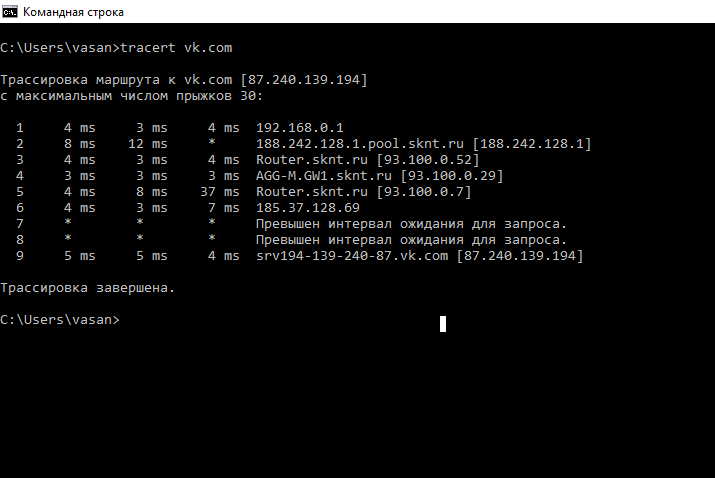 Командная строка
C:\Users\vasan>tracert vk.com
Трассировка маршрута к vk.com [87.240.139.194]
с максимальным числом прыжков 30:
1 4 ms 3 ms 4 ms 192.168.0.1
2 8 ms 12 ms * 188.242.128.1.pool.sknt.ru [188.242.128.1]
3 4 ms 3 ms 4 ms Router.sknt.ru [93.100.0.52]
4 3 ms 3 ms 3 ms AGG-M.GW1.sknt.ru [93.100.0.29]
5 4 ms 8 ms 37 ms Router.sknt.ru [93.100.0.7]
6 4 ms 3 ms 7 ms 185.37.128.69
7 * * * Превышен интервал ожидания для запроса.
8 * * * Превышен интервал ожидания для запроса.
9 5 ms 5 ms 4 ms srv194-139-240-87.vk.com [87.240.139.194]
Трассировка завершена.
C:\Users\vasan>